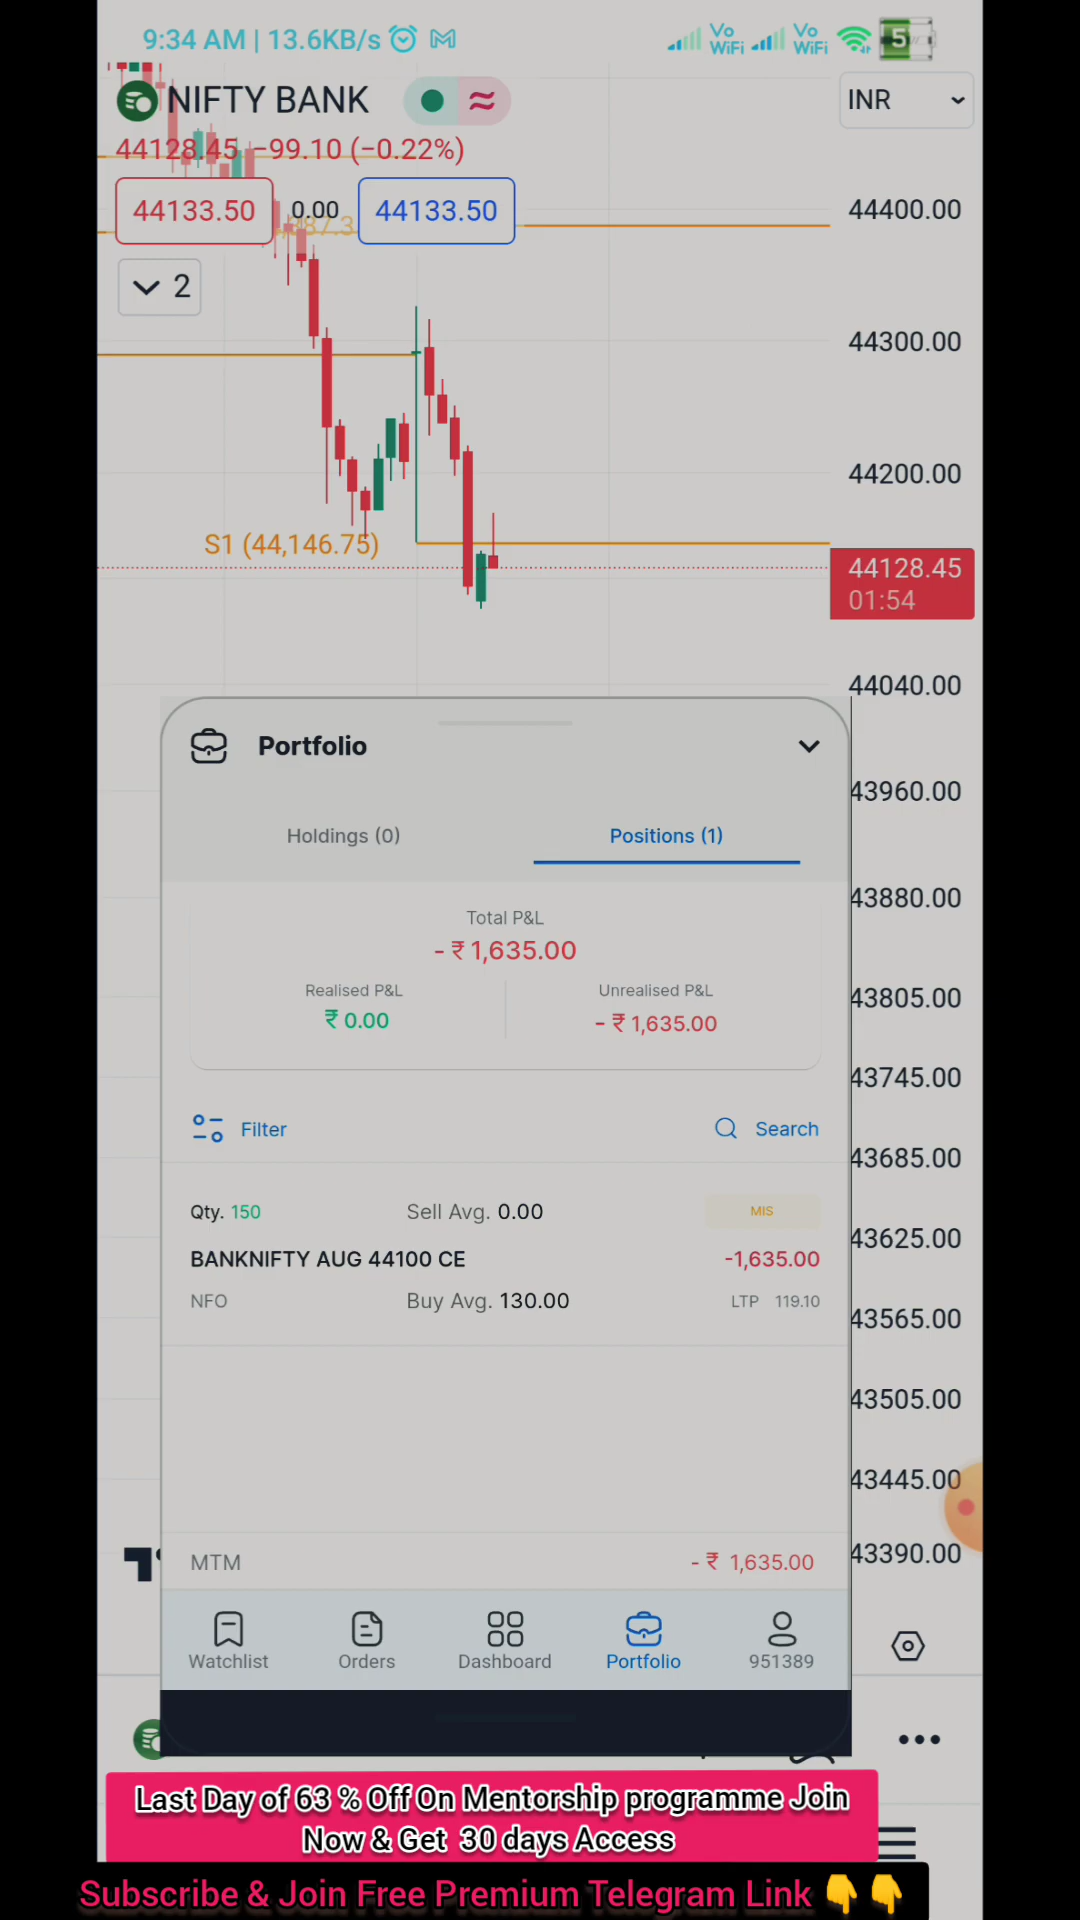 9:34 AM | 13.6KB/s
Vo WiFi Vo WiFi 5
NIFTY BANK
INR
44128.45 −99.10 (−0.22%)
44133.50 0.00 44133.50
2
44400.00
44300.00
44200.00
S1 (44,146.75)
44128.45
01:54
44040.00
Portfolio
43960.00
Holdings (0) Positions (1)
43880.00
Total P&L
- ₹ 1,635.00
Realised P&L Unrealised P&L
43805.00
₹ 0.00 - ₹ 1,635.00
43745.00
Filter Search
43685.00
Qty. 150 Sell Avg. 0.00 MIS
43625.00
BANKNIFTY AUG 44100 CE -1,635.00
NFO Buy Avg. 130.00 LTP 119.10
43565.00
43505.00
43445.00
43390.00
MTM - ₹ 1,635.00
Watchlist Orders Dashboard Portfolio 951389
Last Day of 63 % Off On Mentorship programme Join
Now & Get 30 days Access
Subscribe & Join Free Premium Telegram Link 👇👇